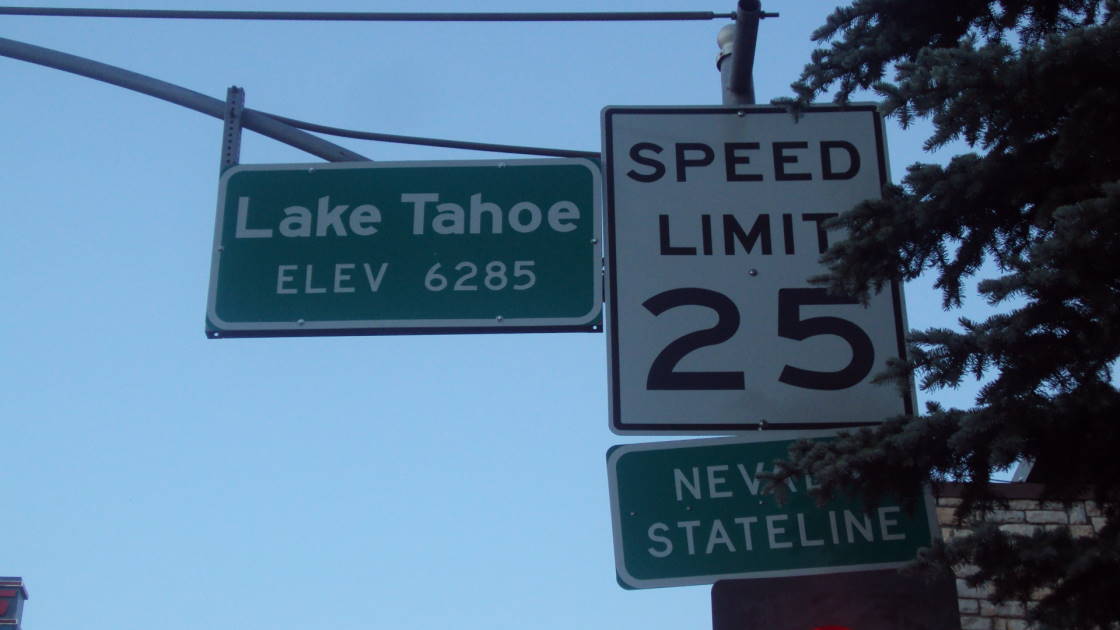 Lake Tahoe
ELEV 6285
SPEED
LIMIT
25
STATELINE